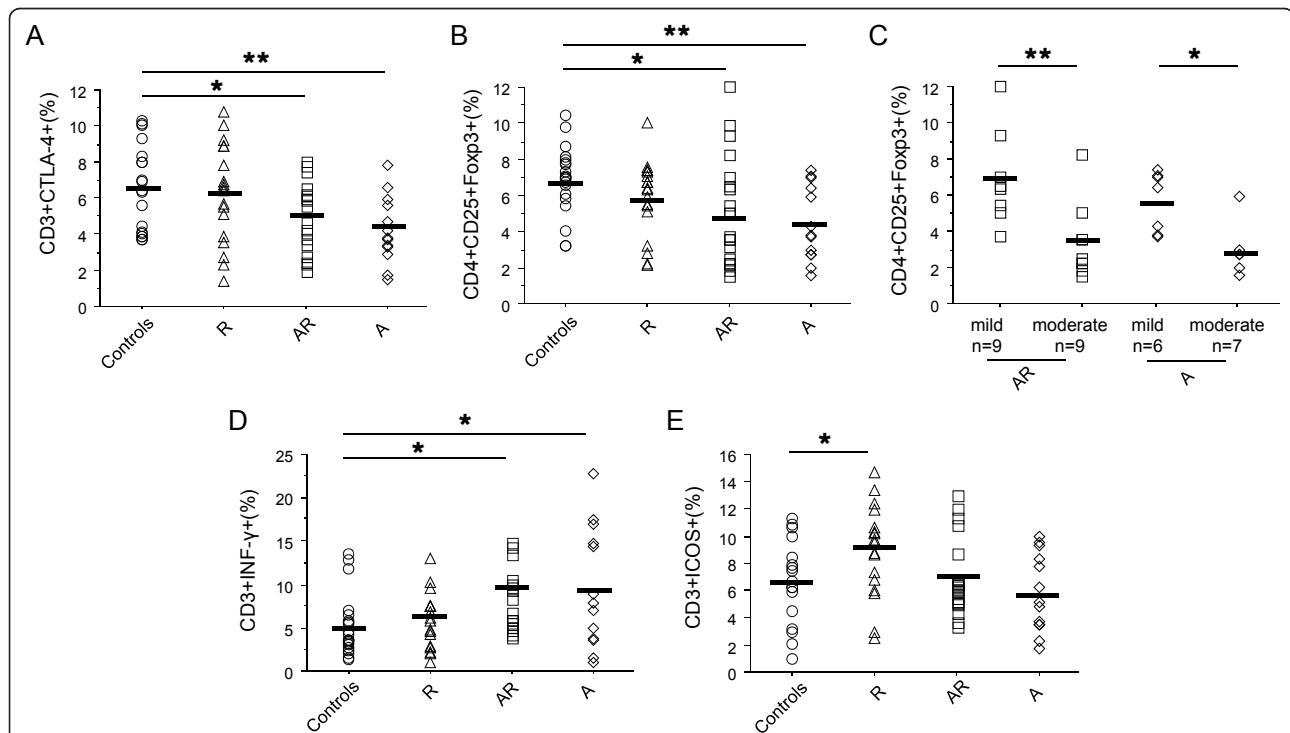 A
CD3+CTLA-4+(%)
12
10
8
6
4
2
0
**
*
Controls
R
AR
A
B
CD4+CD25+Foxp3+(%)
12
10
8
6
4
2
0
**
*
Controls
R
AR
A
C
CD4+CD25+Foxp3+(%)
12
10
8
6
4
2
0
**
*
mild moderate mild moderate
n=9 n=9 n=6 n=7
AR A
D
CD3+INF-γ+(%)
25
20
15
10
5
0
*
*
Controls
R
AR
A
E
CD3+ICOS+(%)
16
14
12
10
8
6
4
2
0
*
Controls
R
AR
A